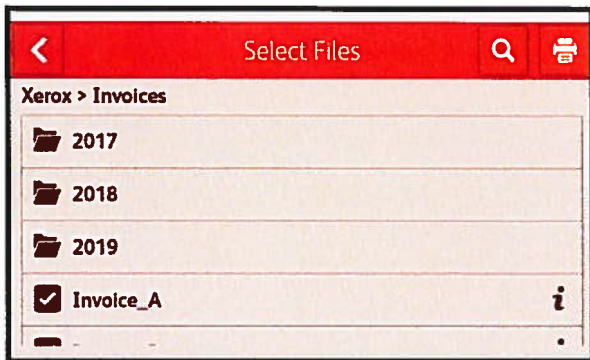 Select Files
Xerox > Invoices
2017
2018
2019
Invoice_A